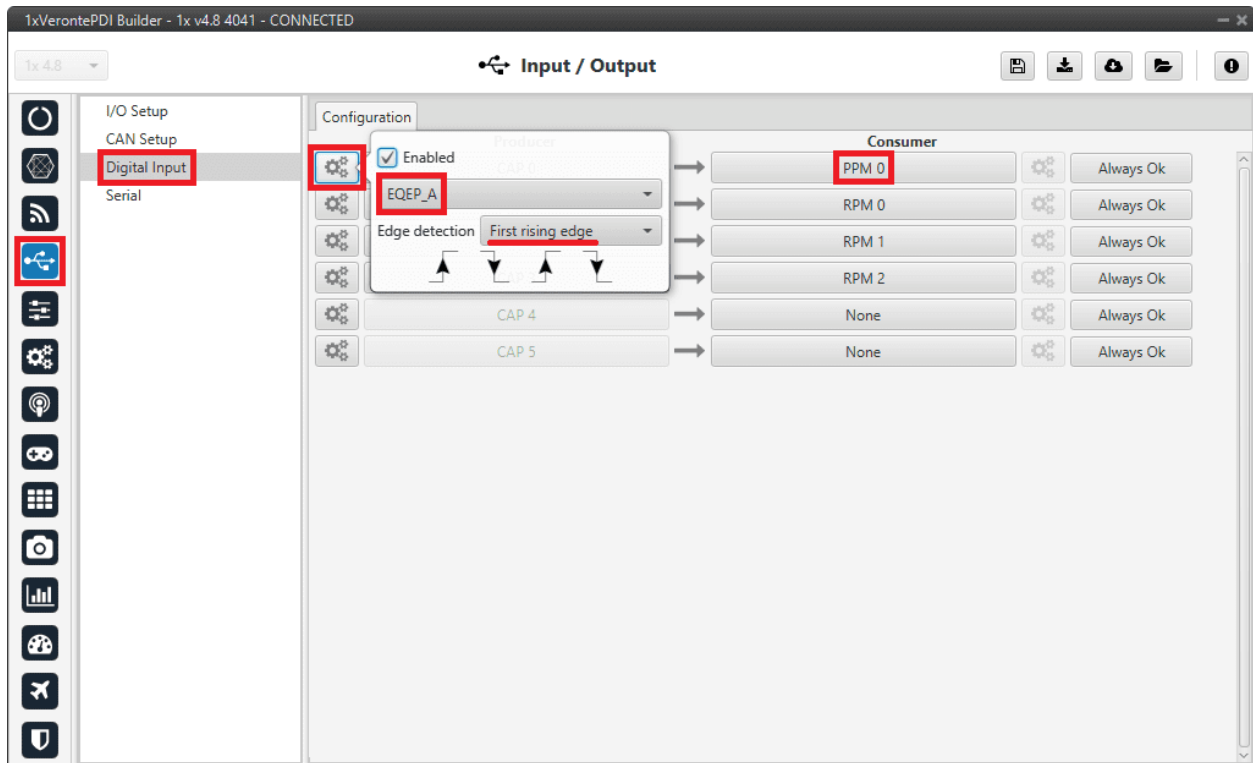 1xVerontePDI Builder - 1x v4.8 4041 - CONNECTED
1x 4.8
Input / Output
I/O Setup
CAN Setup
Digital Input
Serial
Configuration
Producer
Consumer
Enabled
CAP 0
PPM 0
Always Ok
EQEP_A
RPM 0
Always Ok
Edge detection First rising edge
RPM 1
Always Ok
RPM 2
Always Ok
CAP 4
None
Always Ok
CAP 5
None
Always Ok